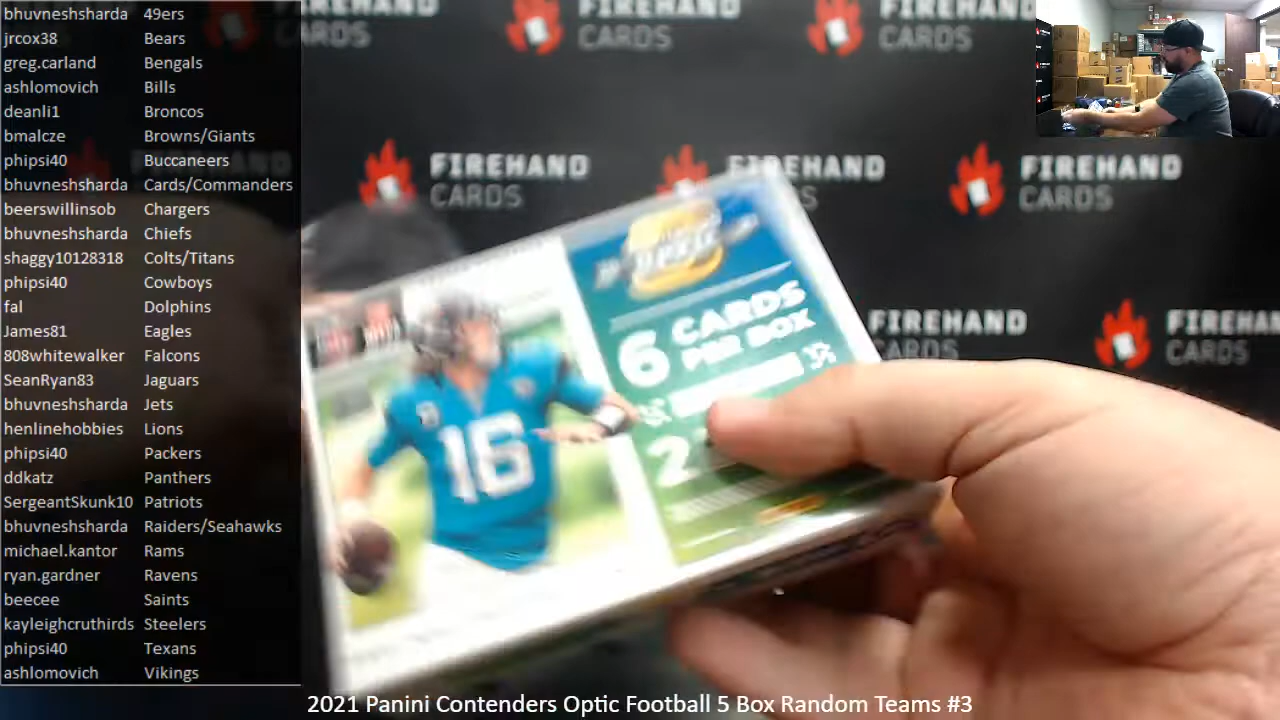 bhuvneshsharda 49ers
jrcox38 Bears
greg.carland Bengals
ashlomovich Bills
deanli1 Broncos
bmalcze Browns/Giants
phipsi40 Buccaneers
bhuvneshsharda Cards/Commanders
beerswillinsob Chargers
bhuvneshsharda Chiefs
shaggy10128318 Colts/Titans
phipsi40 Cowboys
fal Dolphins
James81 Eagles
808whitewalker Falcons
SeanRyan83 Jaguars
bhuvneshsharda Jets
henlinehobbies Lions
phipsi40 Packers
ddkatz Panthers
SergeantSkunk10 Patriots
bhuvneshsharda Raiders/Seahawks
michael.kantor Rams
ryan.gardner Ravens
beecee Saints
kayleighcruthirds Steelers
phipsi40 Texans
ashlomovich Vikings
CARDS
FIREHAND
CARDS
FIREHAND
CARDS
FIREHAND
CARDS
FIREHAND
FIREHAND
CARDS
FIREHAND
CARDS
FIREHAND
CARDS
OPTIC
6 CARDS
PER BOX
2
16
2021 Panini Contenders Optic Football 5 Box Random Teams #3